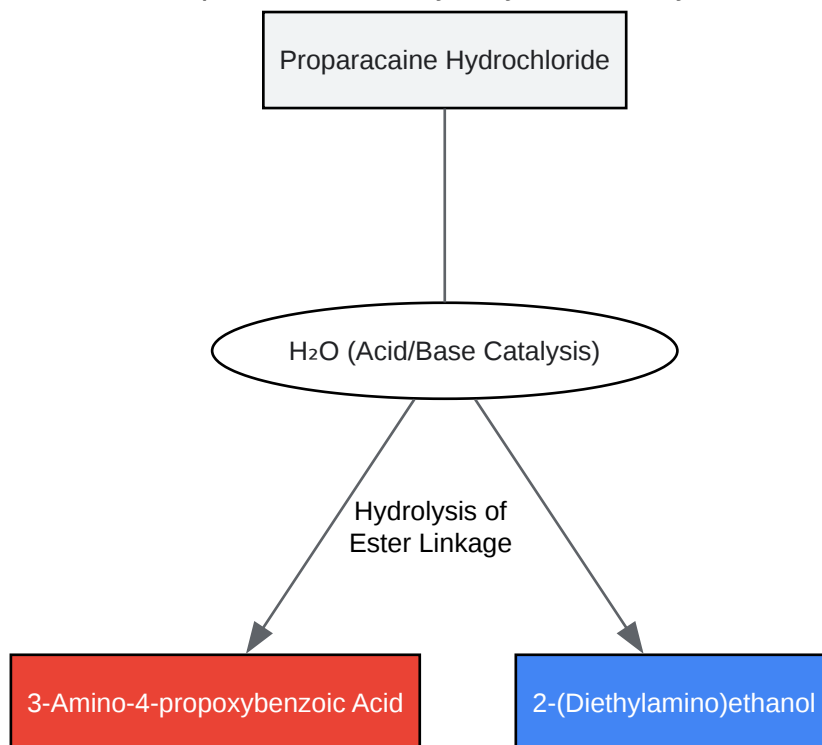 Proparacaine Hydrochloride
H₂O (Acid/Base Catalysis)
Hydrolysis of
Ester Linkage
3-Amino-4-propoxybenzoic Acid
2-(Diethylamino)ethanol